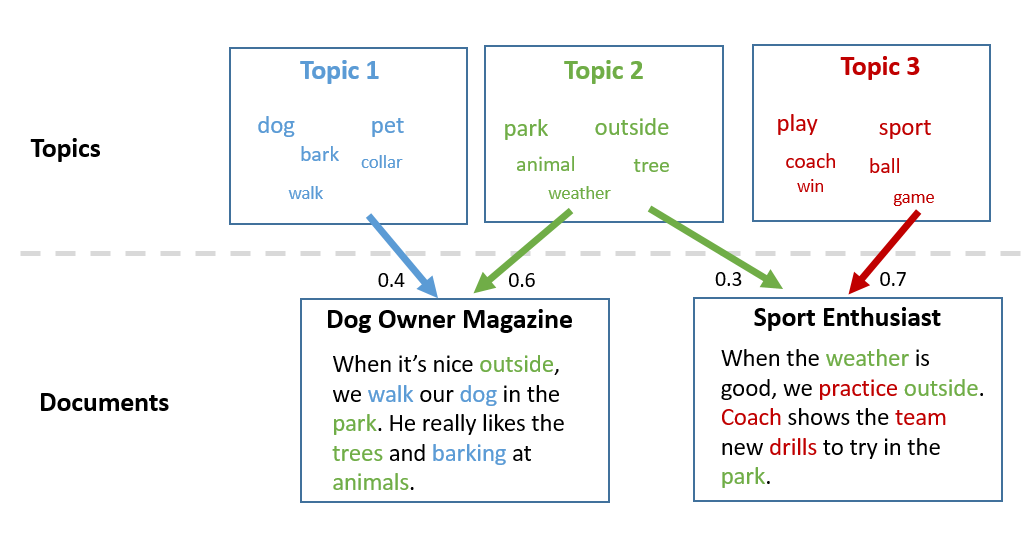 Topics
Topic 1
dog pet
bark collar
walk
Topic 2
park outside
animal tree
weather
Topic 3
play sport
coach ball
win
game
0.4
0.6
0.3
0.7
Documents
Dog Owner Magazine
When it’s nice outside,
we walk our dog in the
park. He really likes the
trees and barking at
animals.
Sport Enthusiast
When the weather is
good, we practice outside.
Coach shows the team
new drills to try in the
park.